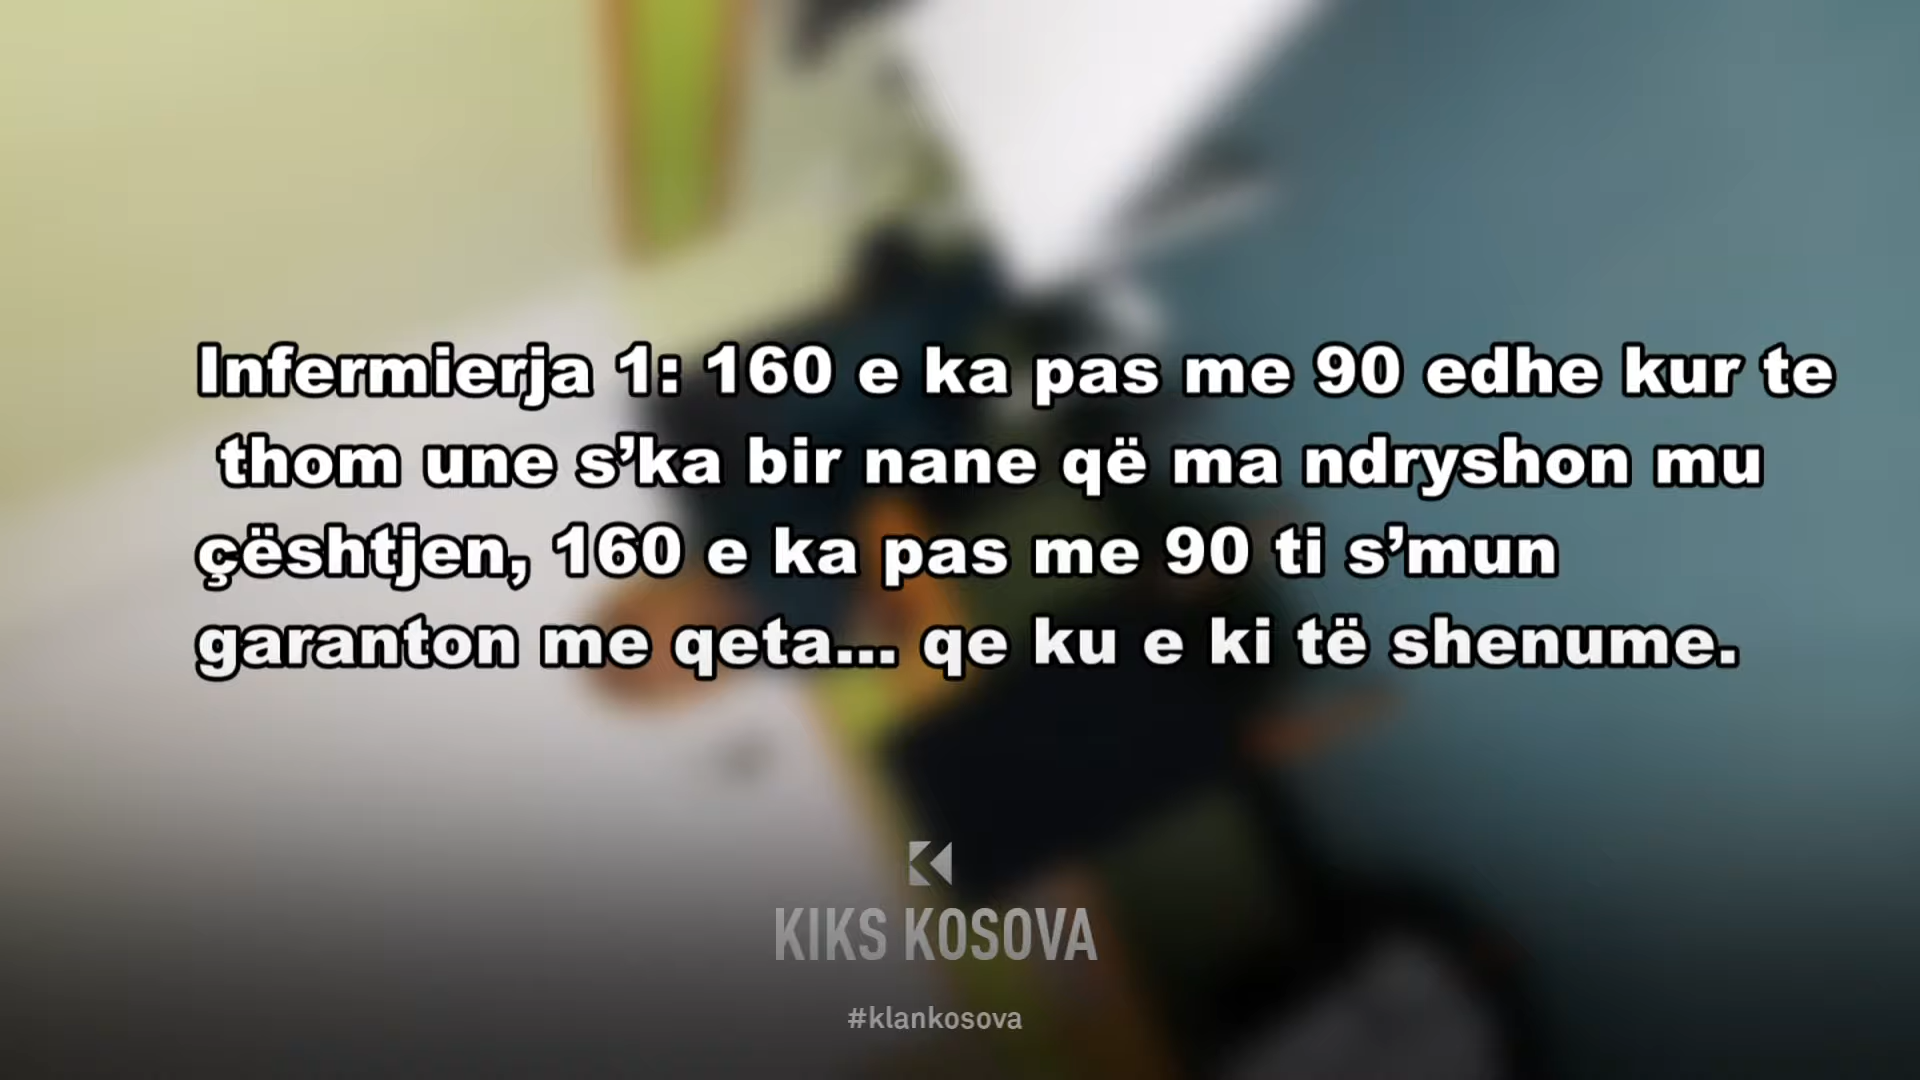 Infermierja 1: 160 e ka pas me 90 edhe kur te
thom une s’ka bir nane që ma ndryshon mu
çështjen, 160 e ka pas me 90 ti s’mun
garanton me qeta... qe ku e ki të shenume.
KIKS KOSOVA
#klankosova